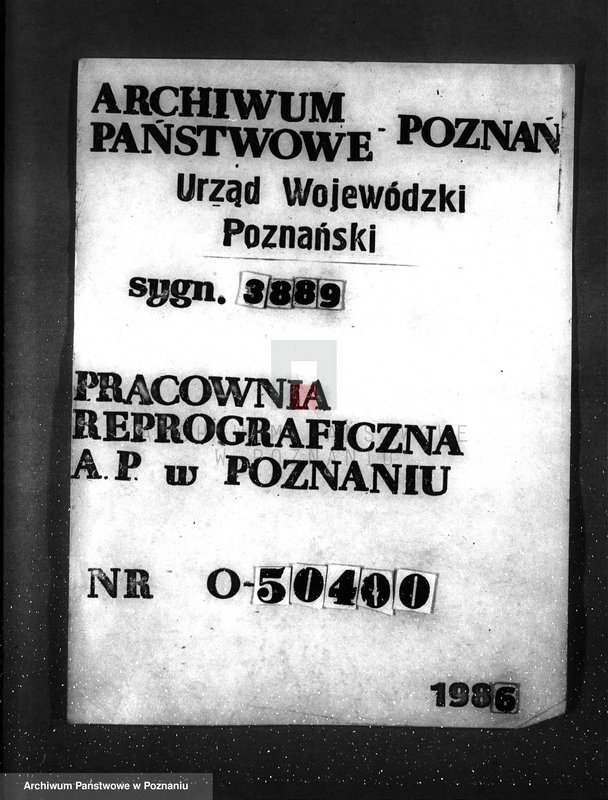 ARCHIWUM
PAŃSTWOWE - POZNAŃ
Urząd Wojewódzki
Poznański
sygn. 3889
PRACOWNIA
REPROGRAFICZNA
A.P. w POZNANIU
NR O-50400
1986
Archiwum Państwowe w Poznaniu